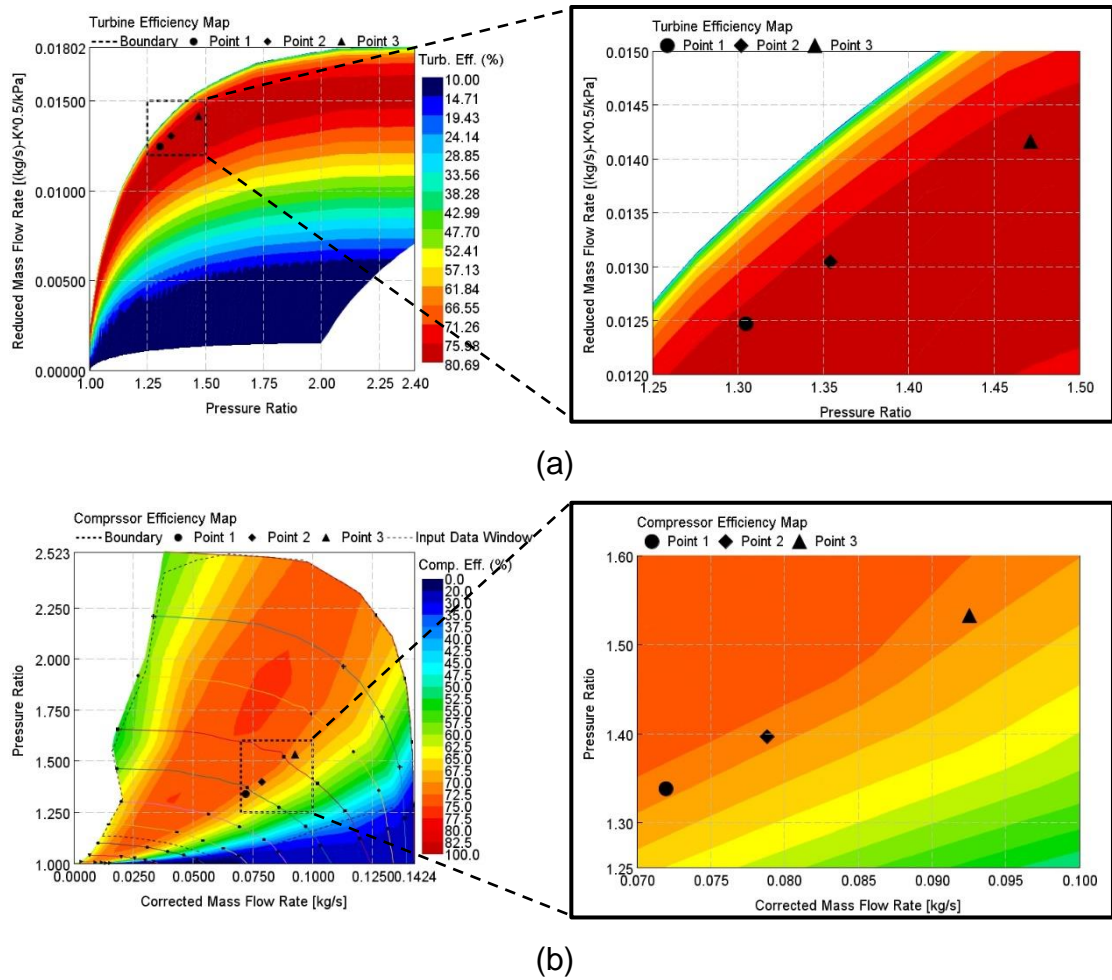 Turbine Efficiency Map
Boundary Point 1 Point 2 Point 3
Turb. Eff. (%)
0.01802
0.01500
0.01000
0.00500
0.00000
Reduced Mass Flow Rate [(kg/s)-K^0.5/kPa]
1.00 1.25 1.50 1.75 2.00 2.25 2.40
Pressure Ratio
10.00
14.71
19.43
24.14
28.85
33.56
38.28
42.99
47.70
52.41
57.13
61.84
66.55
71.26
75.98
80.69
Turbine Efficiency Map
Point 1 Point 2 Point 3
0.0150
0.0145
0.0140
0.0135
0.0130
0.0125
0.0120
Reduced Mass Flow Rate [(kg/s)-K^0.5/kPa]
1.25 1.30 1.35 1.40 1.45 1.50
Pressure Ratio
(a)
Comprssor Efficiency Map
Boundary Point 1 Point 2 Point 3 Input Data Window
Comp. Eff. (%)
2.523
2.250
2.000
1.750
1.500
1.250
1.000
Pressure Ratio
0.0000 0.0250 0.0500 0.0750 0.1000 0.1250 0.1424
Corrected Mass Flow Rate [kg/s]
0.0
20.0
30.0
37.5
40.0
42.5
45.0
47.5
50.0
52.5
55.0
57.5
60.0
62.5
65.0
67.5
70.0
72.5
75.0
77.5
80.0
82.5
100.0
Compressor Efficiency Map
Point 1 Point 2 Point 3
1.60
1.50
1.40
1.30
1.25
Pressure Ratio
0.070 0.075 0.080 0.085 0.090 0.095 0.100
Corrected Mass Flow Rate [kg/s]
(b)